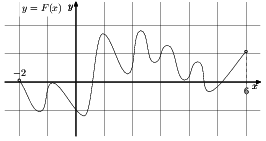 y = F(x) y
−2
x
6